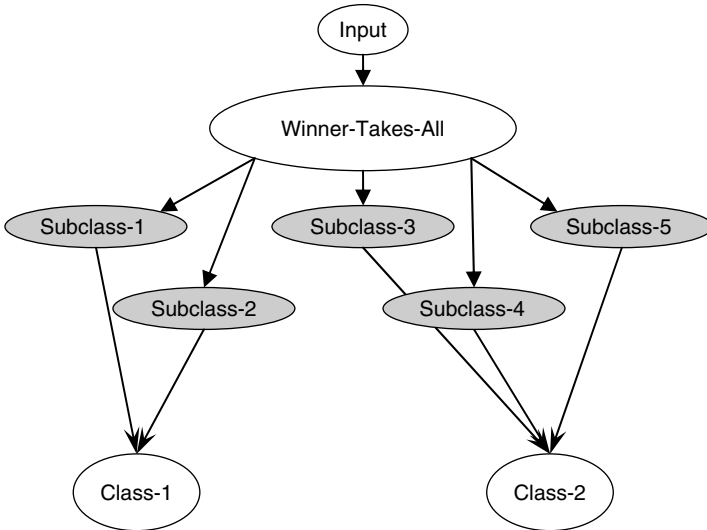 Input
Winner-Takes-All
Subclass-1
Subclass-3
Subclass-5
Subclass-2
Subclass-4
Class-1
Class-2